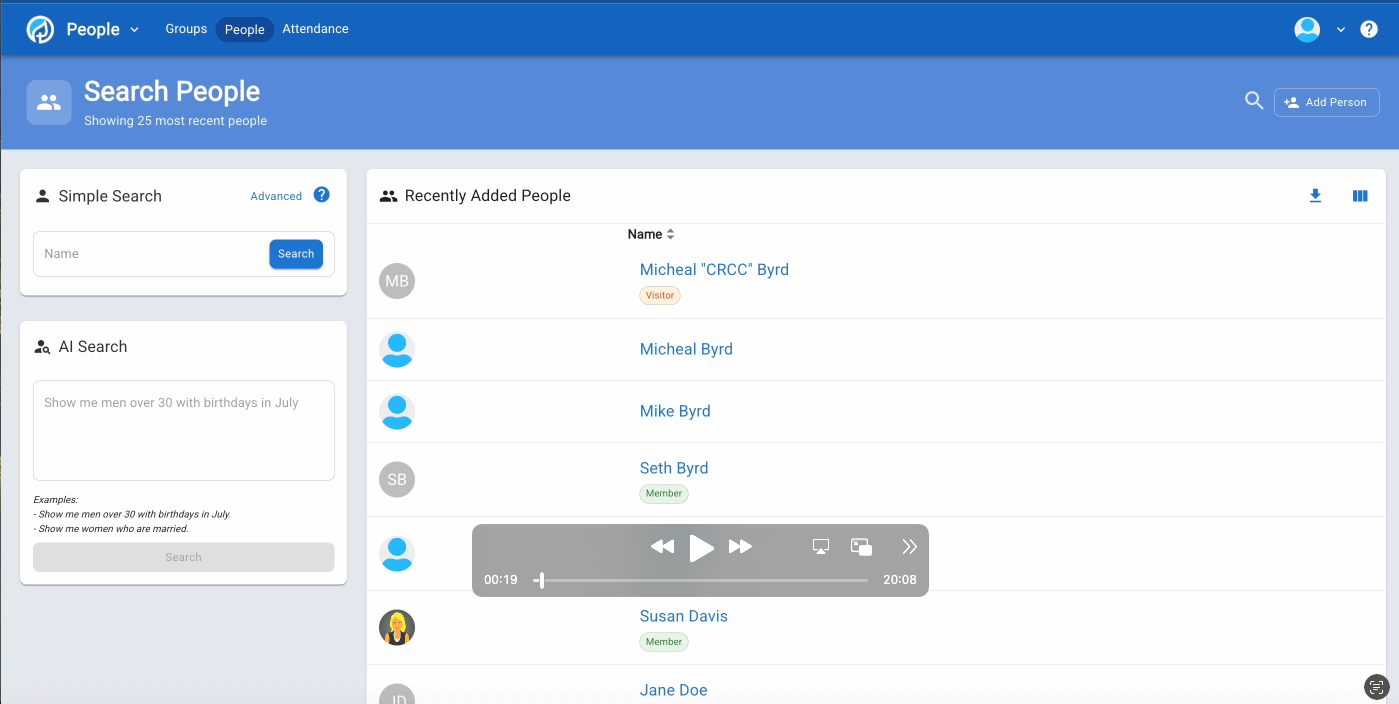 People
Groups
People
Attendance
?
Search People
Showing 25 most recent people
Add Person
Simple Search
Advanced
?
Name
Search
AI Search
Show me men over 30 with birthdays in July
Examples:
- Show me men over 30 with birthdays in July.
- Show me women who are married.
Search
Recently Added People
Name
MB
Micheal "CRCC" Byrd
Visitor
Micheal Byrd
Mike Byrd
SB
Seth Byrd
Member
00:19
20:08
Susan Davis
Member
JD
Jane Doe